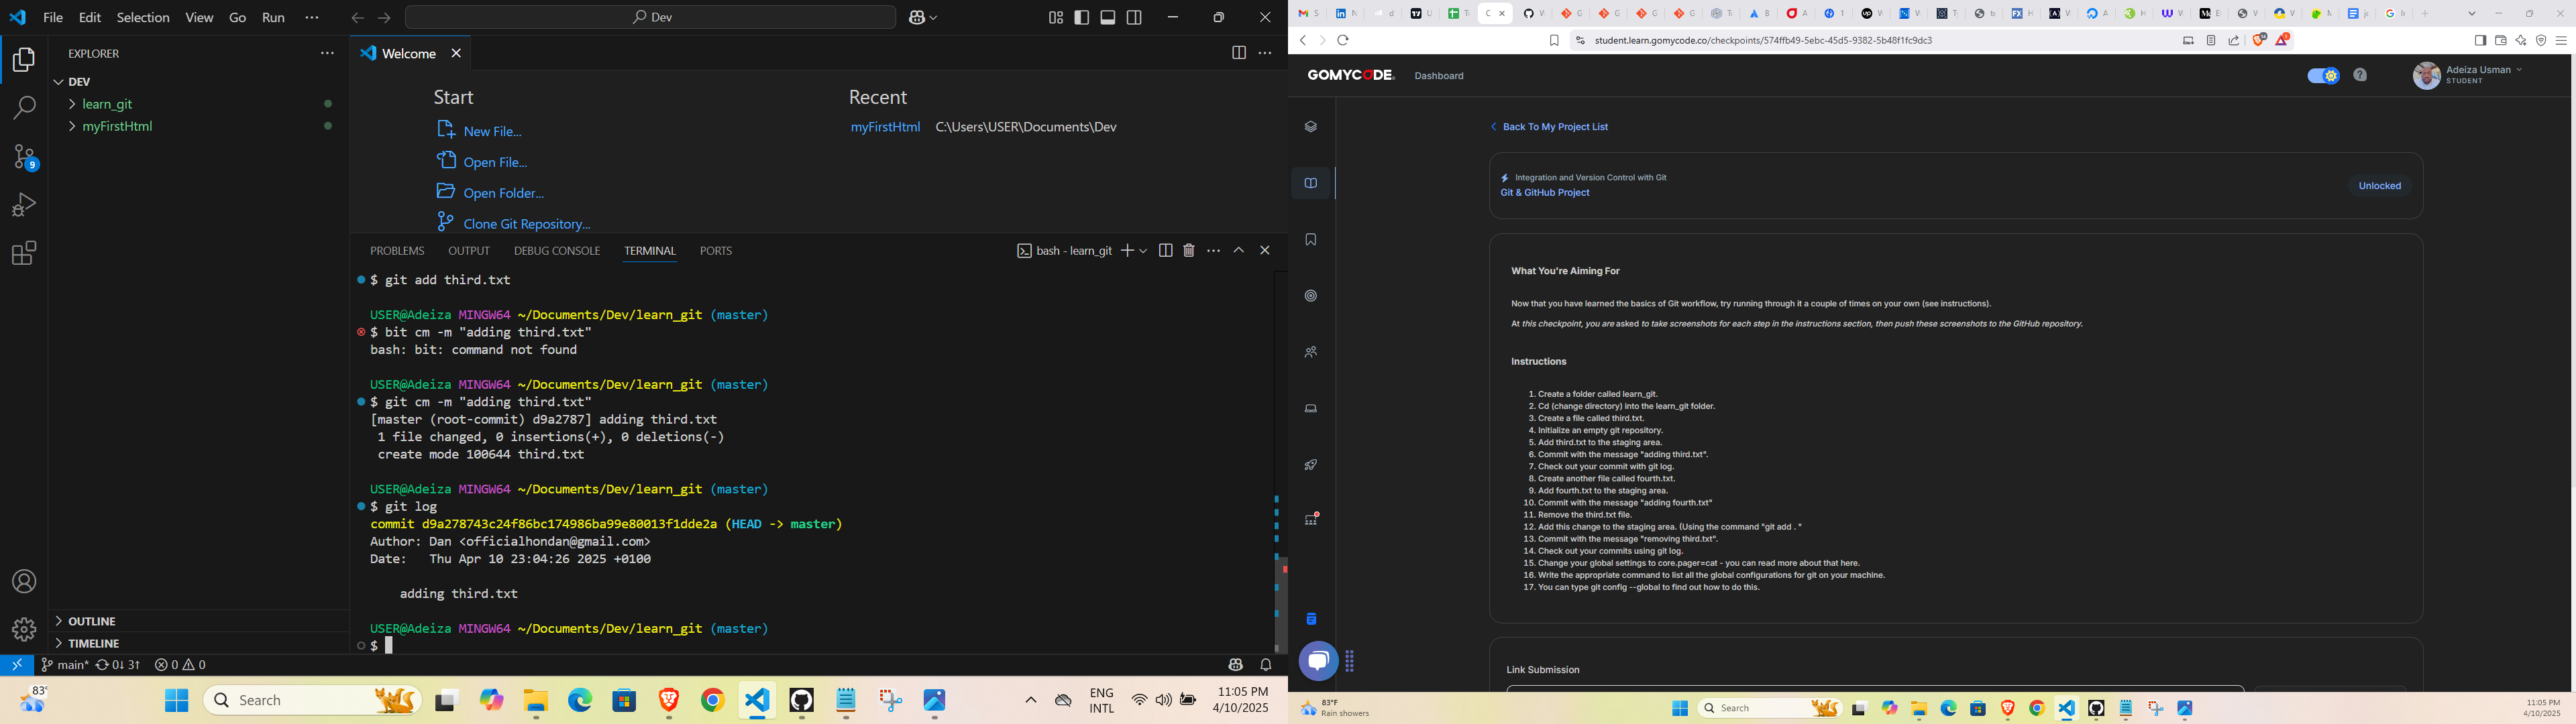 File Edit Selection View Go Run ...
Dev
EXPLORER
DEV
learn_git
myFirstHtml
9
OUTLINE
TIMELINE
Welcome
Start
New File...
Open File...
Open Folder...
Clone Git Repository...
Recent
myFirstHtml C:\Users\USER\Documents\Dev
PROBLEMS OUTPUT DEBUG CONSOLE TERMINAL PORTS
bash - learn_git
$ git add third.txt
USER@Adeiza MINGW64 ~/Documents/Dev/learn_git (master)
$ bit cm -m "adding third.txt"
bash: bit: command not found
USER@Adeiza MINGW64 ~/Documents/Dev/learn_git (master)
$ git cm -m "adding third.txt"
[master (root-commit) d9a2787] adding third.txt
1 file changed, 0 insertions(+), 0 deletions(-)
create mode 100644 third.txt
USER@Adeiza MINGW64 ~/Documents/Dev/learn_git (master)
$ git log
commit d9a278743c24f86bc174986ba99e80013f1dde2a (HEAD -> master)
Author: Dan <officialhondan@gmail.com>
Date: Thu Apr 10 23:04:26 2025 +0100
adding third.txt
USER@Adeiza MINGW64 ~/Documents/Dev/learn_git (master)
$
main* 0↓ 3↑ 0 0
83°
Search
ENG
INTL
11:05 PM
4/10/2025
student.learn.gomycode.co/checkpoints/574ffb49-5ebc-45d5-9382-5b48f1fc9dc3
GOMYCODE
Dashboard
Adeiza Usman
STUDENT
Back To My Project List
Integration and Version Control with Git
Git & GitHub Project
Unlocked
What You're Aiming For
Now that you have learned the basics of Git workflow, try running through it a couple of times on your own (see instructions).
At this checkpoint, you are asked to take screenshots for each step in the instructions section, then push these screenshots to the GitHub repository.
Instructions
1. Create a folder called learn_git.
2. Cd (change directory) into the learn_git folder.
3. Create a file called third.txt.
4. Initialize an empty git repository.
5. Add third.txt to the staging area.
6. Commit with the message "adding third.txt".
7. Check out your commit with git log.
8. Create another file called fourth.txt.
9. Add fourth.txt to the staging area.
10. Commit with the message "adding fourth.txt"
11. Remove the third.txt file.
12. Add this change to the staging area. (Using the command "git add . "
13. Commit with the message "removing third.txt".
14. Check out your commits using git log.
15. Change your global settings to core.pager=cat - you can read more about that here.
16. Write the appropriate command to list all the global configurations for git on your machine.
17. You can type git config --global to find out how to do this.
Link Submission
83°F
Rain showers
Search
11:05 PM
4/10/2025